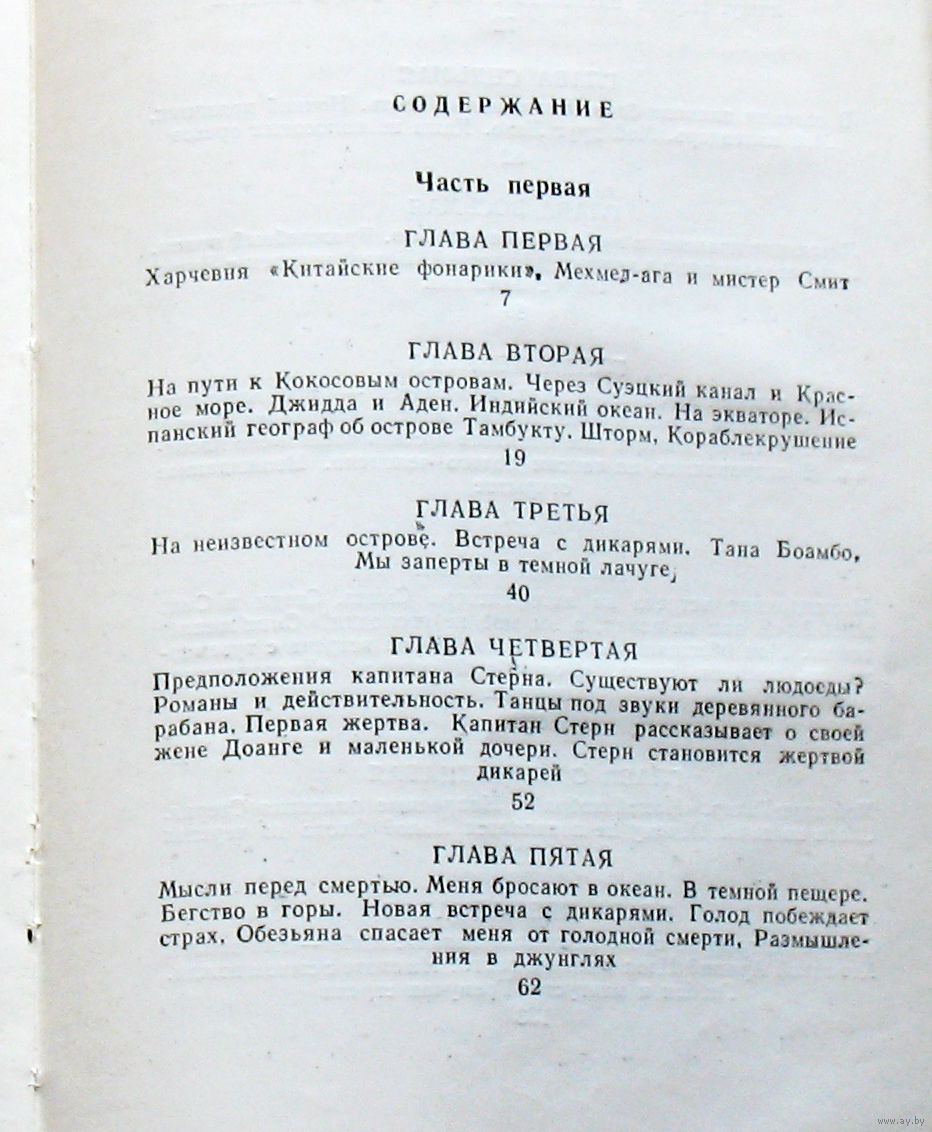 СОДЕРЖАНИЕ
Часть первая
ГЛАВА ПЕРВАЯ
Харчевня «Китайские фонарики», Мехмед-ага и мистер Смит
7
ГЛАВА ВТОРАЯ
На пути к Кокосовым островам. Через Суэцкий канал и Крас-
ное море. Джидда и Аден. Индийский океан. На экваторе. Ис-
панский географ об острове Тамбукту. Шторм, Кораблекрушение
19
ГЛАВА ТРЕТЬЯ
На неизвестном острове. Встреча с дикарями. Тана Боамбо,
Мы заперты в темной лачуге,
40
ГЛАВА ЧЕТВЕРТАЯ
Предположения капитана Стерна. Существуют ли людоеды?
Романы и действительность. Танцы под звуки деревянного ба-
рабана. Первая жертва. Капитан Стерн рассказывает о своей
жене Доанге и маленькой дочери. Стерн становится жертвой
дикарей
52
ГЛАВА ПЯТАЯ
Мысли перед смертью. Меня бросают в океан. В темной пещере.
Бегство в горы. Новая встреча с дикарями. Голод побеждает
страх. Обезьяна спасает меня от голодной смерти, Размышле-
ния в джунглях
62
www.ay.by